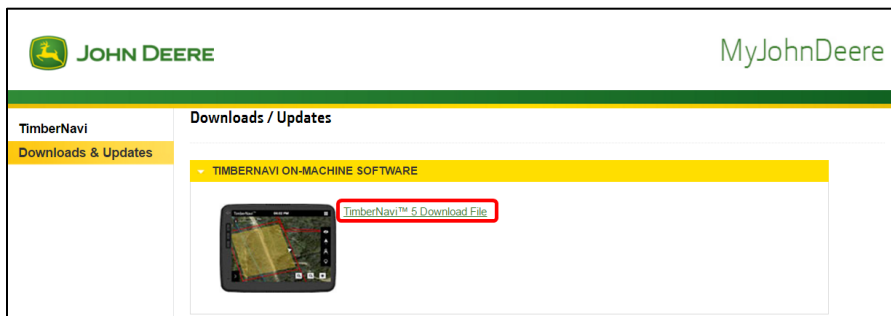 JOHN DEERE
MyJohnDeere
TimberNavi
Downloads & Updates
Downloads / Updates
TIMBERNAVI ON-MACHINE SOFTWARE
TimberNavi™ 5 Download File